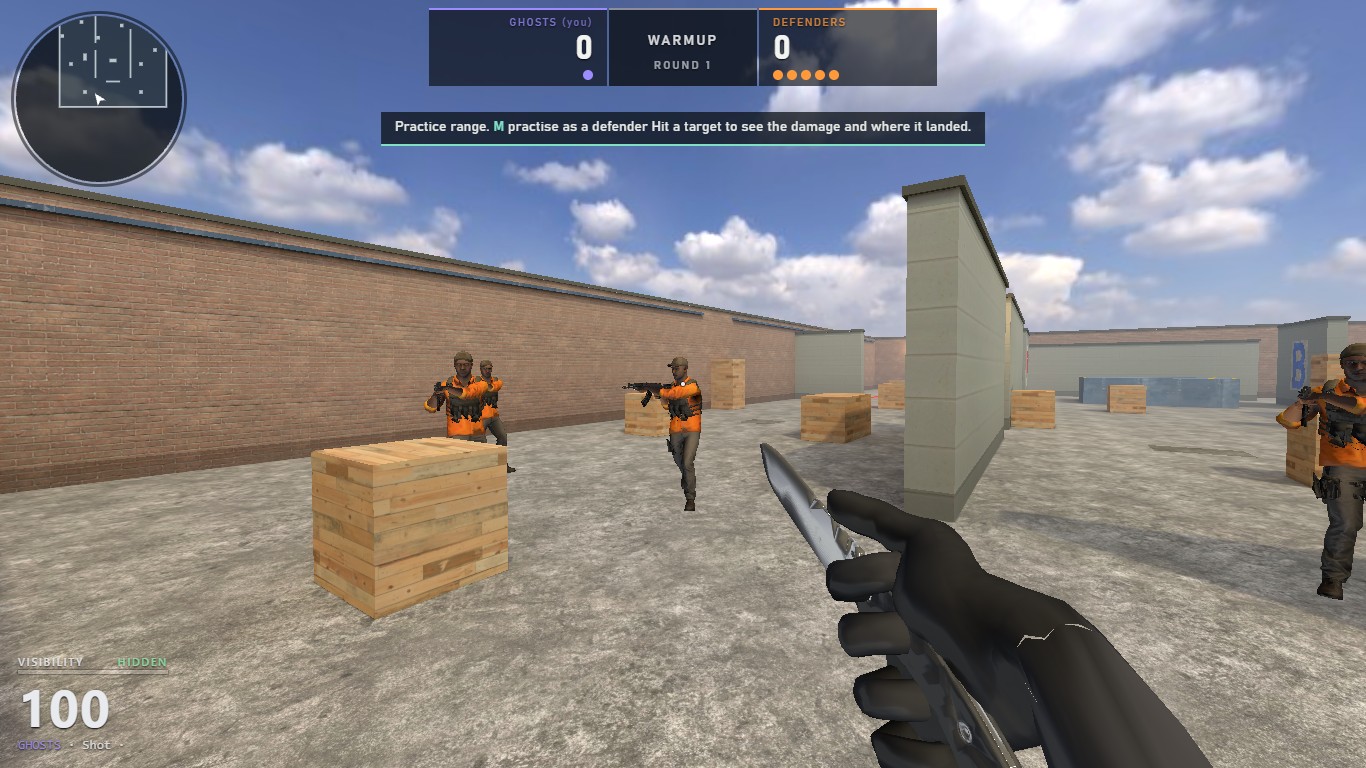 GHOSTS (you)
0
WARMUP
ROUND 1
DEFENDERS
0
Practice range. M practise as a defender Hit a target to see the damage and where it landed.
B
VISIBILITY HIDDEN
100
GHOSTS · Shot ·